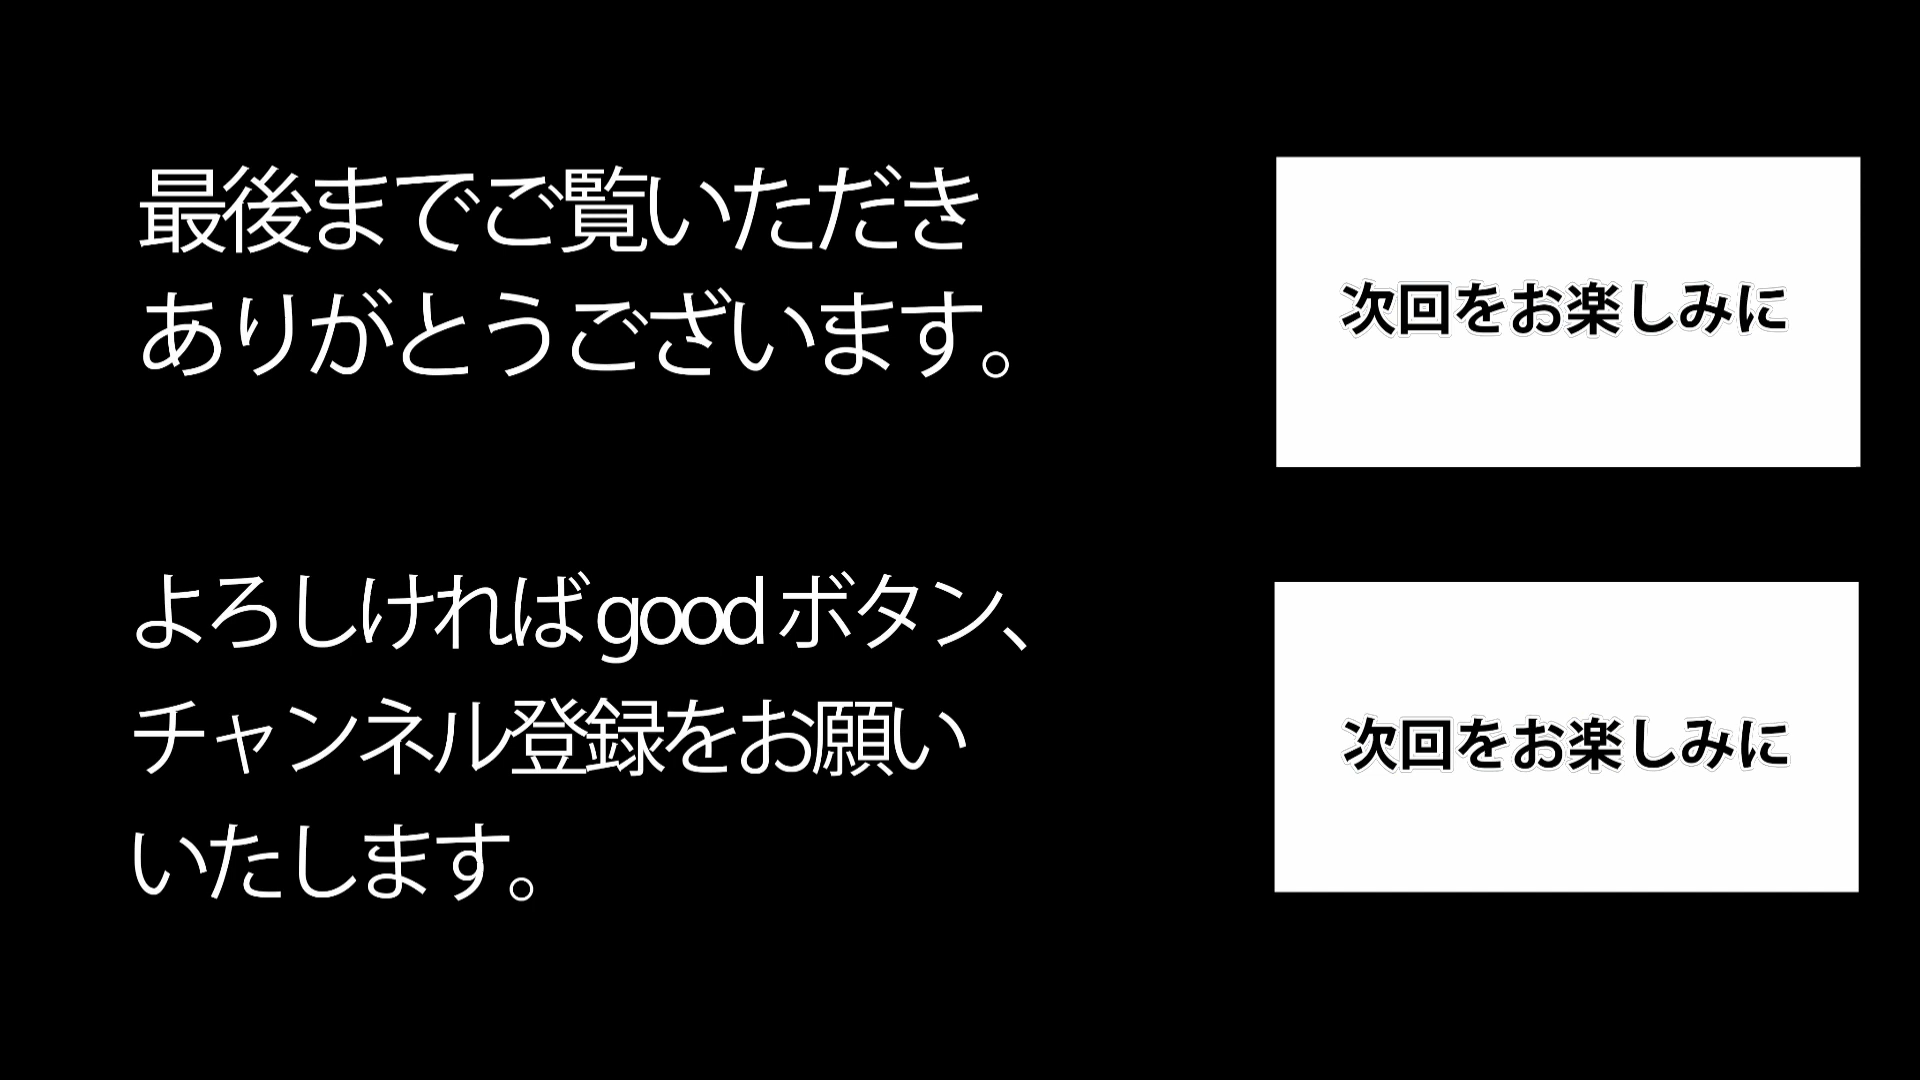 最後までご覧いただき
ありがとうございます。
よろしければgoodボタン、
チャンネル登録をお願い
いたします。
次回をお楽しみに
次回をお楽しみに